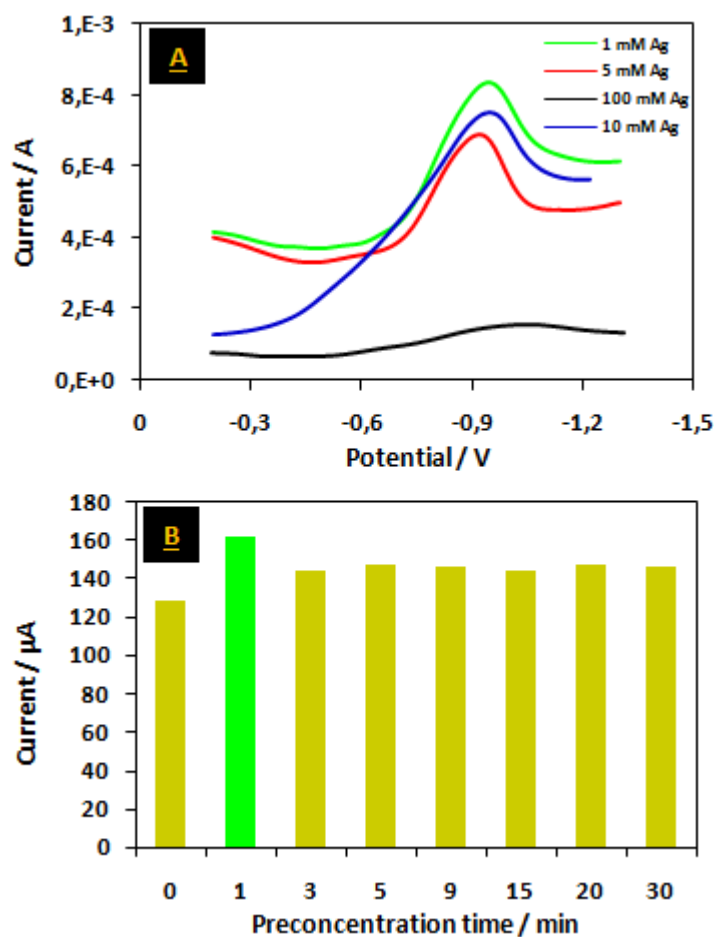 A
1 mM Ag
5 mM Ag
100 mM Ag
10 mM Ag
Current / A
1,E-3
8,E-4
6,E-4
4,E-4
2,E-4
0,E+0
0 -0,3 -0,6 -0,9 -1,2 -1,5
Potential / V
B
Current / µA
180
160
140
120
100
80
60
40
20
0
0 1 3 5 9 15 20 30
Preconcentration time / min